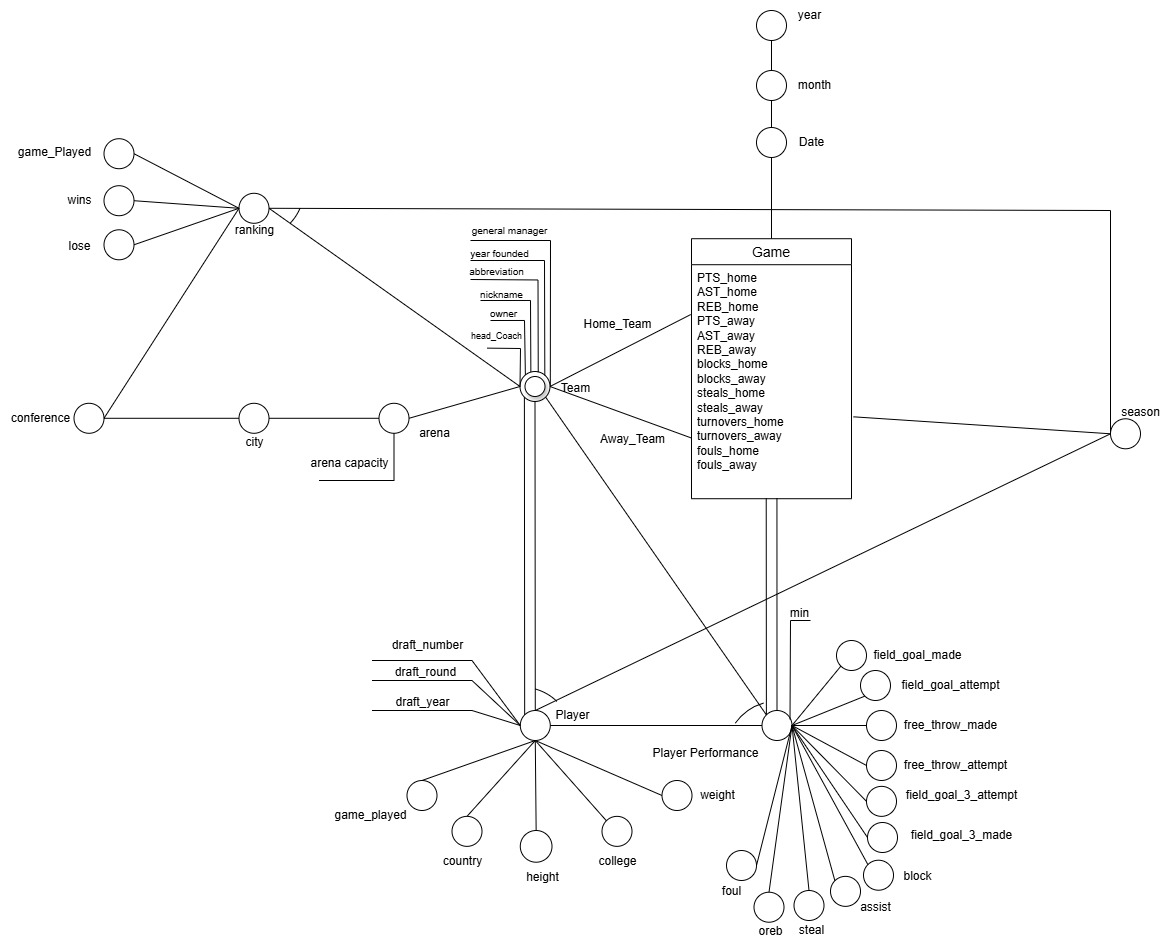 year
month
Date
game_Played
wins
lose
ranking
general manager
year founded
abbreviation
nickname
owner
head_Coach
Team
Home_Team
Away_Team
Game
PTS_home
AST_home
REB_home
PTS_away
AST_away
REB_away
blocks_home
blocks_away
steals_home
steals_away
turnovers_home
turnovers_away
fouls_home
fouls_away
season
conference
city
arena
arena capacity
min
draft_number
draft_round
draft_year
Player
Player Performance
field_goal_made
field_goal_attempt
free_throw_made
free_throw_attempt
field_goal_3_attempt
field_goal_3_made
block
assist
steal
oreb
foul
game_played
country
height
college
weight